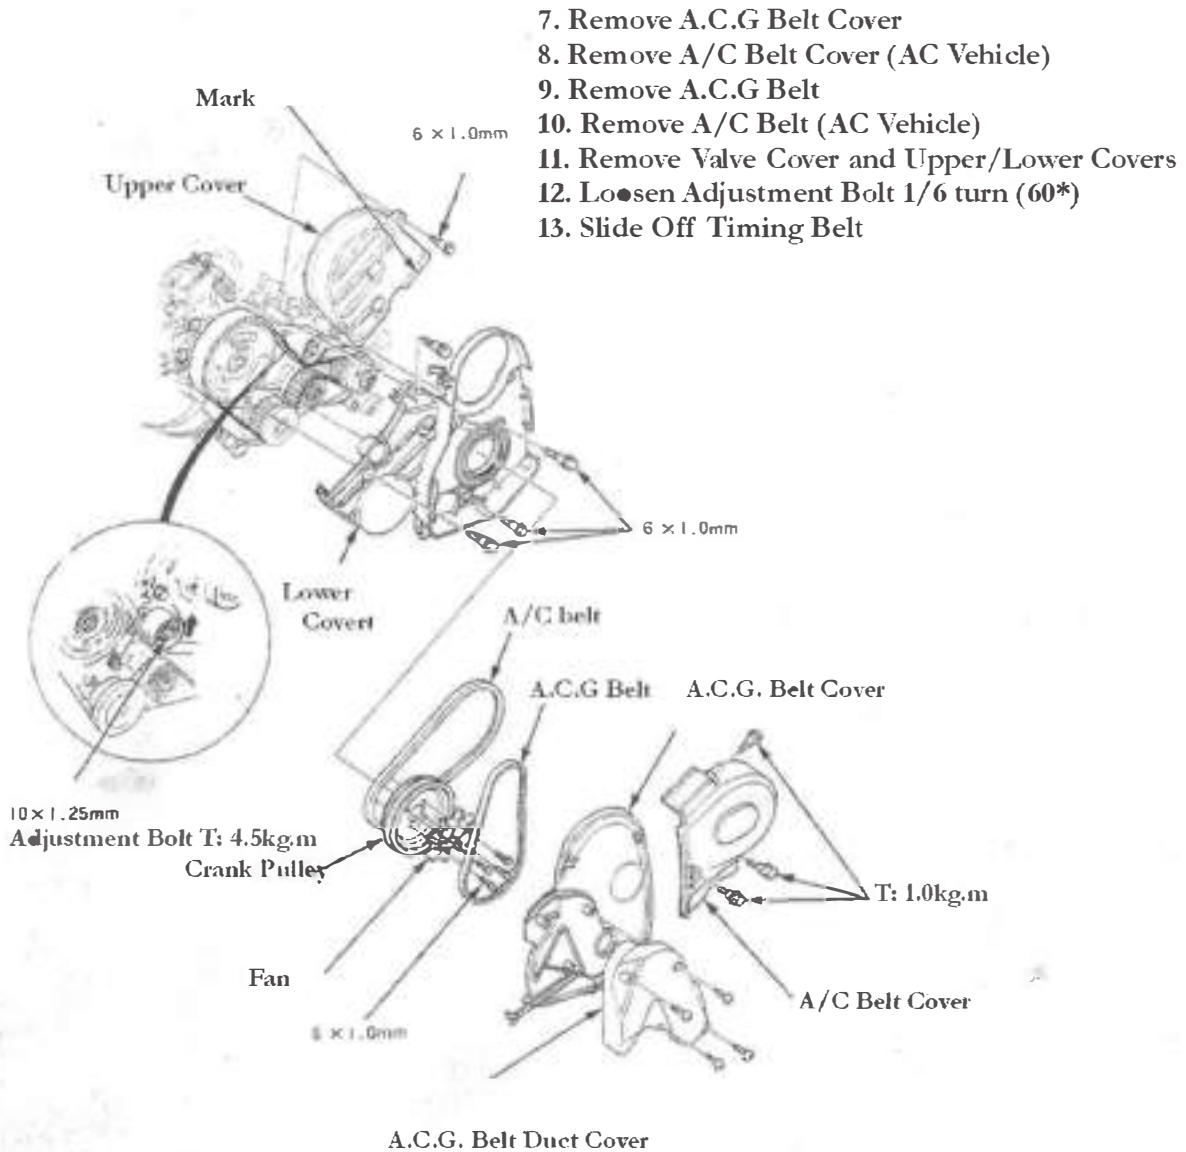 7. Remove A.C.G Belt Cover
8. Remove A/C Belt Cover (AC Vehicle)
9. Remove A.C.G Belt
10. Remove A/C Belt (AC Vehicle)
11. Remove Valve Cover and Upper/Lower Covers
12. Loosen Adjustment Bolt 1/6 turn (60*)
13. Slide Off Timing Belt
Mark
6 × 1.0mm
Upper Cover
6 × 1.0mm
Lower
Covert
A/C belt
A.C.G Belt
A.C.G. Belt Cover
10 × 1.25mm
Adjustment Bolt T: 4.5kg.m
Crank Pulley
T: 1.0kg.m
Fan
A/C Belt Cover
× 1.0mm
A.C.G. Belt Duct Cover